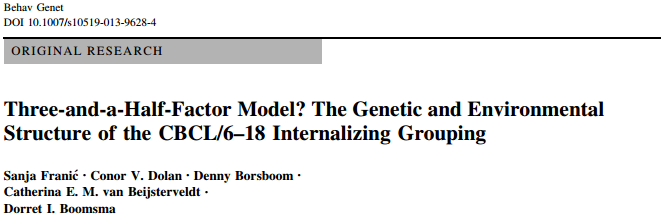 Behav Genet
DOI 10.1007/s10519-013-9628-4
ORIGINAL RESEARCH
Three-and-a-Half-Factor Model? The Genetic and Environmental
Structure of the CBCL/6–18 Internalizing Grouping
Sanja Franić · Conor V. Dolan · Denny Borsboom ·
Catherina E. M. van Beijsterveldt ·
Dorret I. Boomsma